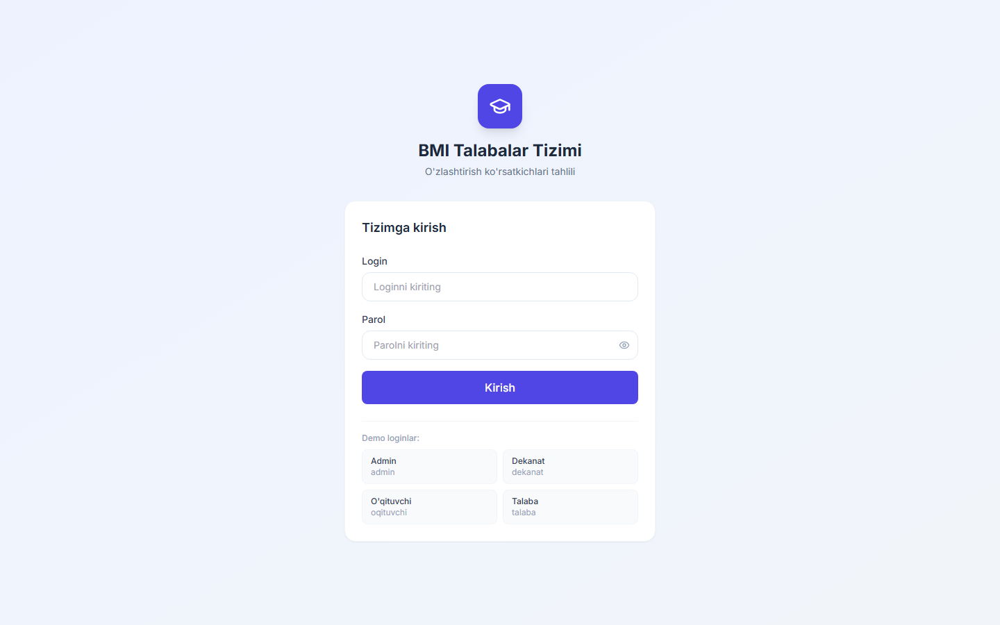 BMI Talabalar Tizimi
O'zlashtirish ko'rsatkichlari tahlili
Tizimga kirish
Login
Loginni kiriting
Parol
Parolni kiriting
Kirish
Demo loginlar:
Admin
admin
Dekanat
dekanat
O'qituvchi
oqituvchi
Talaba
talaba